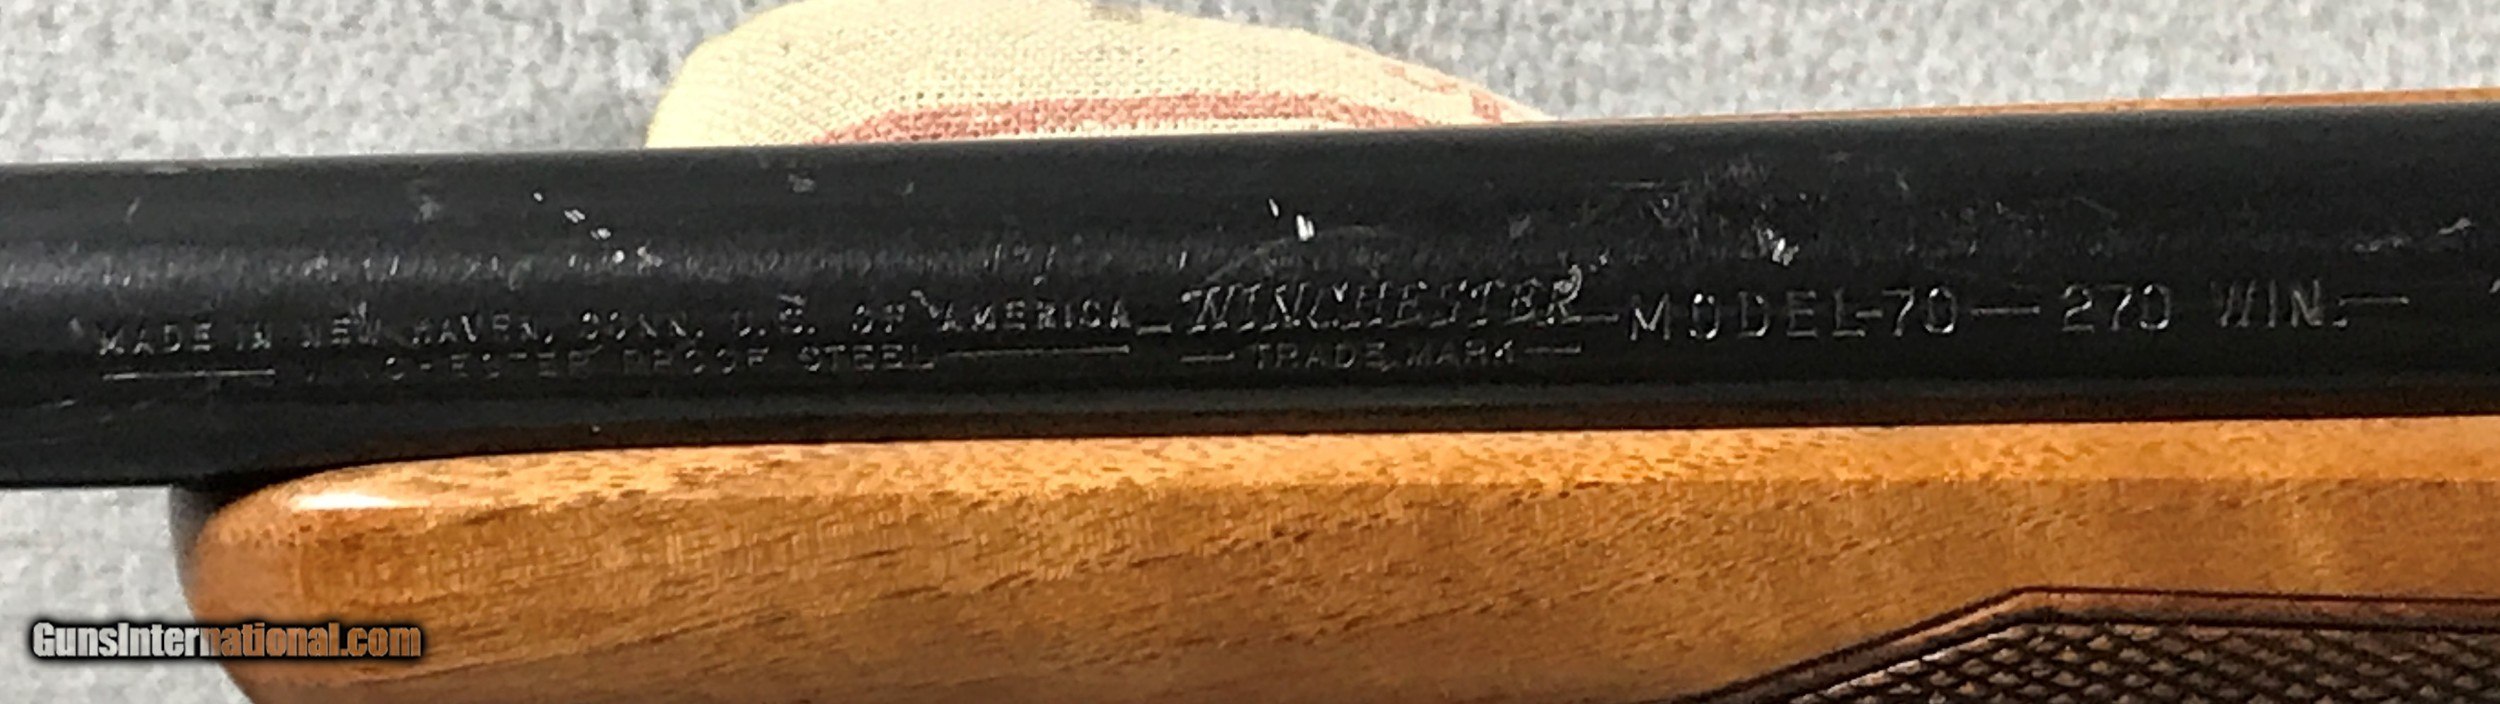 MADE IN NEW HAVEN, CONN. U.S. OF AMERICA — WINCHESTER — MODEL-70 — 270 WIN. —
— WINCHESTER PROOF STEEL — — TRADE MARK —
GunsInternational.com